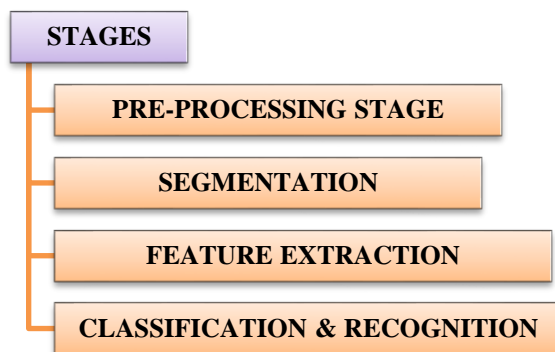 STAGES
PRE-PROCESSING STAGE
SEGMENTATION
FEATURE EXTRACTION
CLASSIFICATION & RECOGNITION